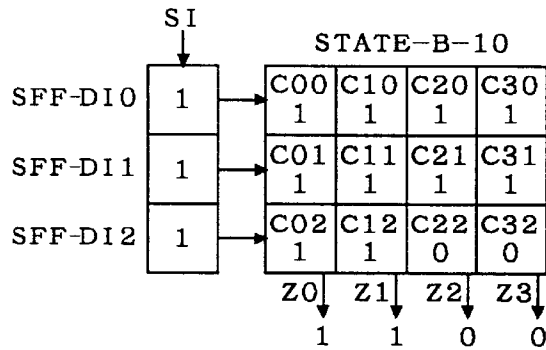 SI
STATE-B-10
SFF-DI0 1 C00 C10 C20 C30
1 1 1 1
SFF-DI1 1 C01 C11 C21 C31
1 1 1 1
SFF-DI2 1 C02 C12 C22 C32
1 1 0 0
Z0 Z1 Z2 Z3
1 1 0 0